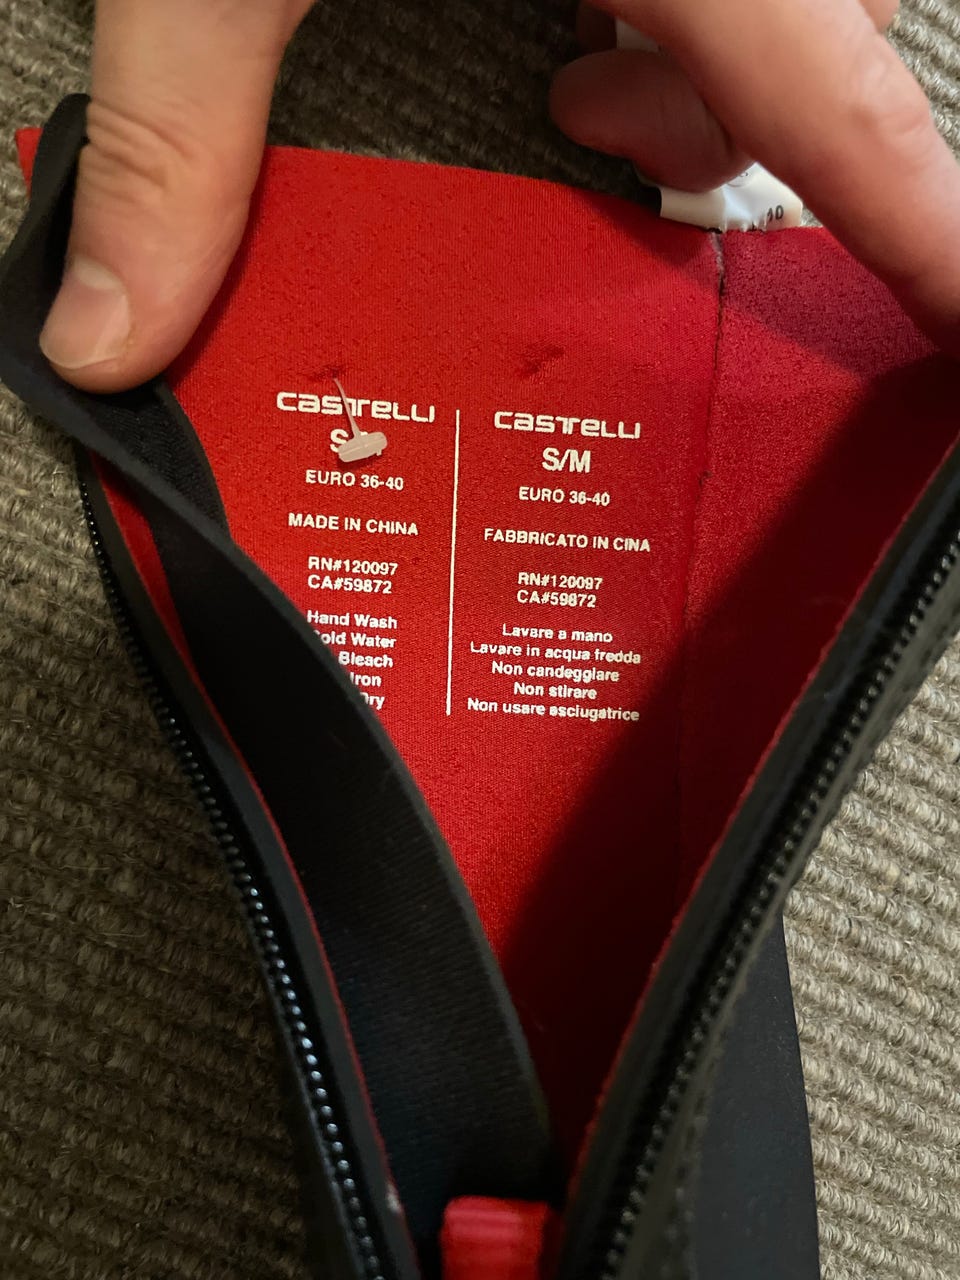 CASTELLI
EURO 36-40
MADE IN CHINA
RN#120097
CA#59872
Hand Wash
Water
Bleach
CASTELLI
S/M
EURO 36-40
FABBRICATO IN CINA
RN#120097
CA#59872
Lavare a mano
Lavare in acqua fredda
Non candeggiare
Non stirare
Non usare asciugatrice